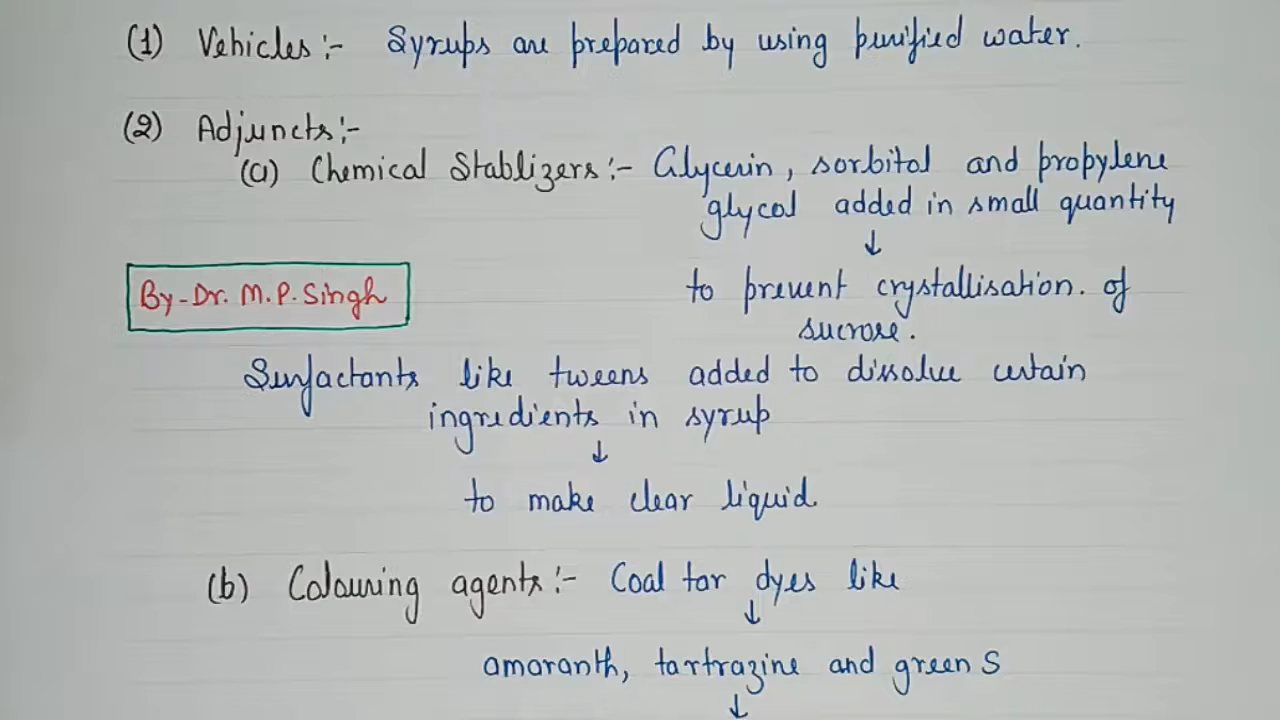 (1) Vehicles :- Syrups are prepared by using purified water.
(2) Adjuncts :-
(a) Chemical Stablizers :- Glycerin, sorbitol and propylene
glycol added in small quantity
↓
to prevent crystallisation. of
sucrose.
By - Dr. M.P. Singh
Surfactants like tweens added to dissolve certain
ingredients in syrup
↓
to make clear liquid.
(b) Colouring agents :- Coal tar dyes like
↓
amaranth, tartrazine and green S
↓